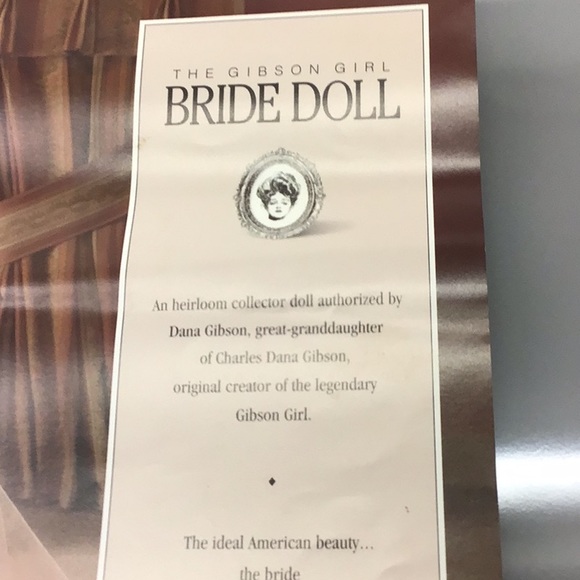 THE GIBSON GIRL
BRIDE DOLL
An heirloom collector doll authorized by
Dana Gibson, great-granddaughter
of Charles Dana Gibson,
original creator of the legendary
Gibson Girl.
The ideal American beauty...
the bride